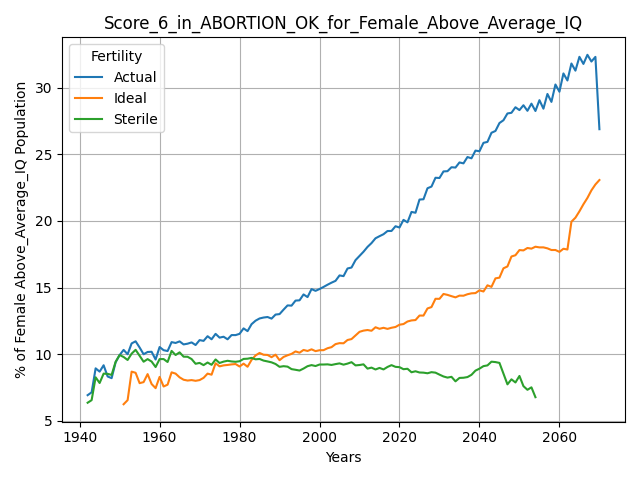 Score_6_in_ABORTION_OK_for_Female_Above_Average_IQ
Fertility
Actual
Ideal
Sterile
% of Female Above_Average_IQ Population
30
25
20
15
10
5
1940 1960 1980 2000 2020 2040 2060
Years